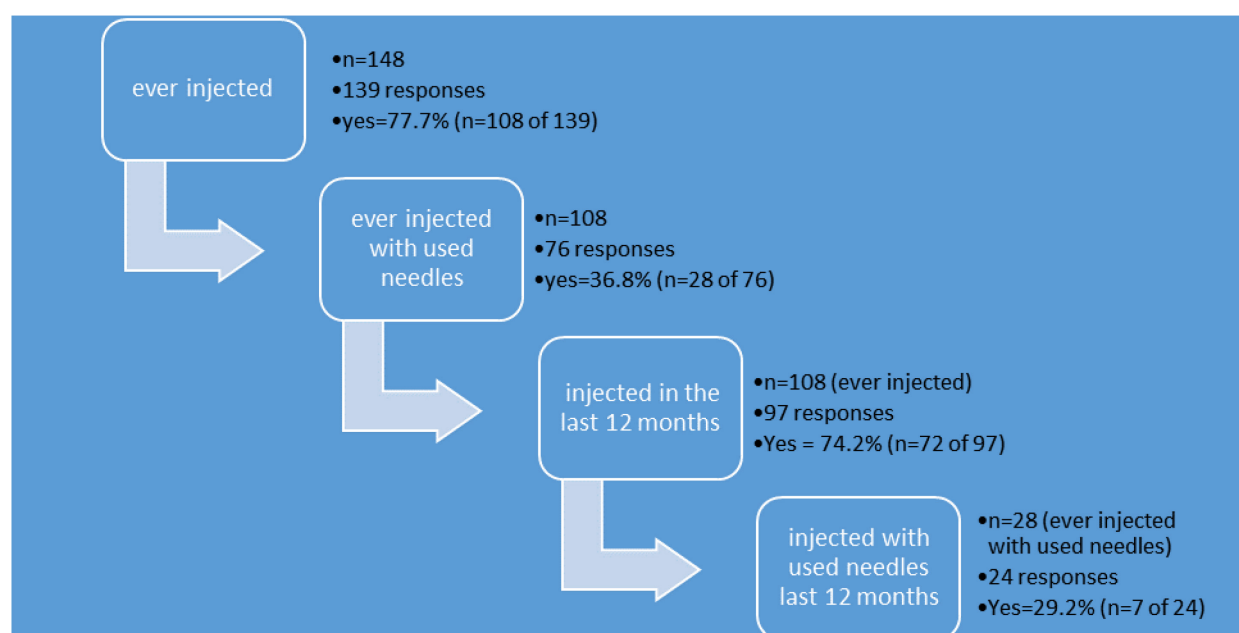 ever injected
•n=148
•139 responses
•yes=77.7% (n=108 of 139)
ever injected
with used
needles
•n=108
•76 responses
•yes=36.8% (n=28 of 76)
injected in the
last 12 months
•n=108 (ever injected)
•97 responses
•Yes = 74.2% (n=72 of 97)
injected with
used needles
last 12 months
•n=28 (ever injected
with used needles)
•24 responses
•Yes=29.2% (n=7 of 24)